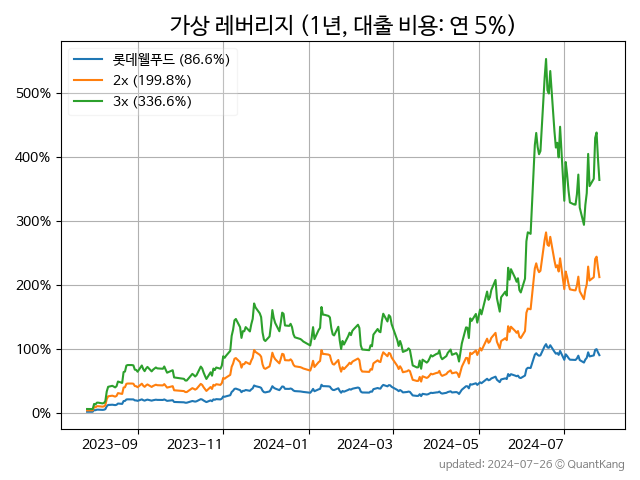 가상 레버리지 (1년, 대출 비용: 연 5%)
롯데웰푸드 (86.6%)
2x (199.8%)
3x (336.6%)
500%
400%
300%
200%
100%
0%
2023-09 2023-11 2024-01 2024-03 2024-05 2024-07
updated: 2024-07-26 © QuantKang